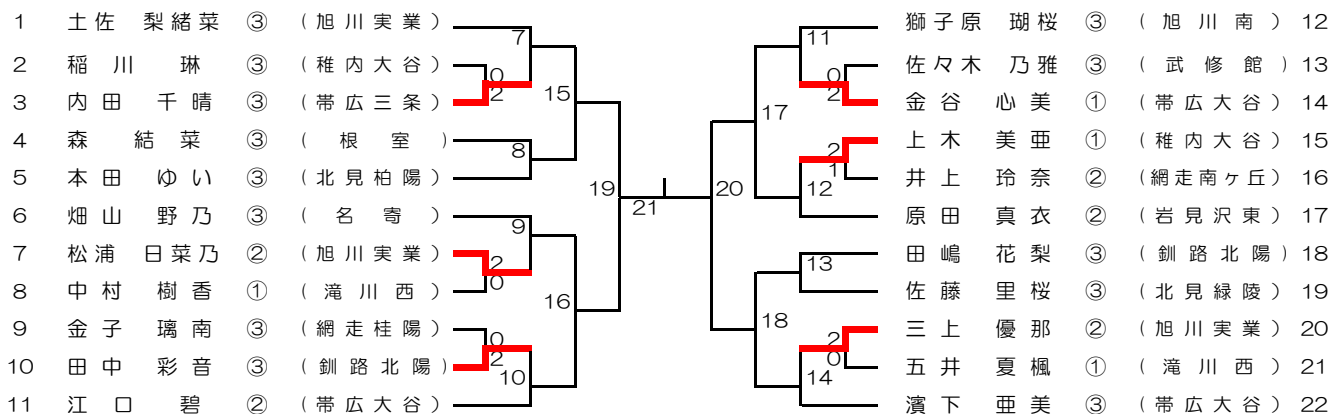 1 土佐 梨緒菜 ③ (旭川実業)
2 稲川 琳 ③ (稚内大谷)
3 内田 千晴 ③ (帯広三条)
4 森 結菜 ③ (根室)
5 本田 ゆい ③ (北見柏陽)
6 畑山 野乃 ③ (名寄)
7 松浦 日菜乃 ② (旭川実業)
8 中村 樹香 ① (滝川西)
9 金子 璃南 ③ (網走桂陽)
10 田中 彩音 ③ (釧路北陽)
11 江口 碧 ② (帯広大谷)
7
0
2
15
8
19
9
2
0
16
0
2
10
21
20
11
0
2
17
2
1
12
13
18
2
0
14
獅子原 瑚桜 ③ (旭川南) 12
佐々木 乃雅 ③ (武修館) 13
金谷 心美 ① (帯広大谷) 14
上木 美亜 ① (稚内大谷) 15
井上 玲奈 ② (網走南ヶ丘) 16
原田 真衣 ② (岩見沢東) 17
田嶋 花梨 ③ (釧路北陽) 18
佐藤 里桜 ③ (北見緑陵) 19
三上 優那 ② (旭川実業) 20
五井 夏楓 ① (滝川西) 21
濱下 亜美 ③ (帯広大谷) 22